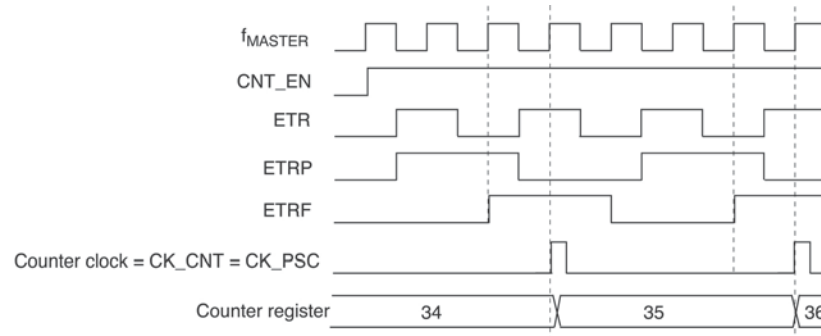 fMASTER
CNT_EN
ETR
ETRP
ETRF
Counter clock = CK_CNT = CK_PSC
Counter register 34 35 36